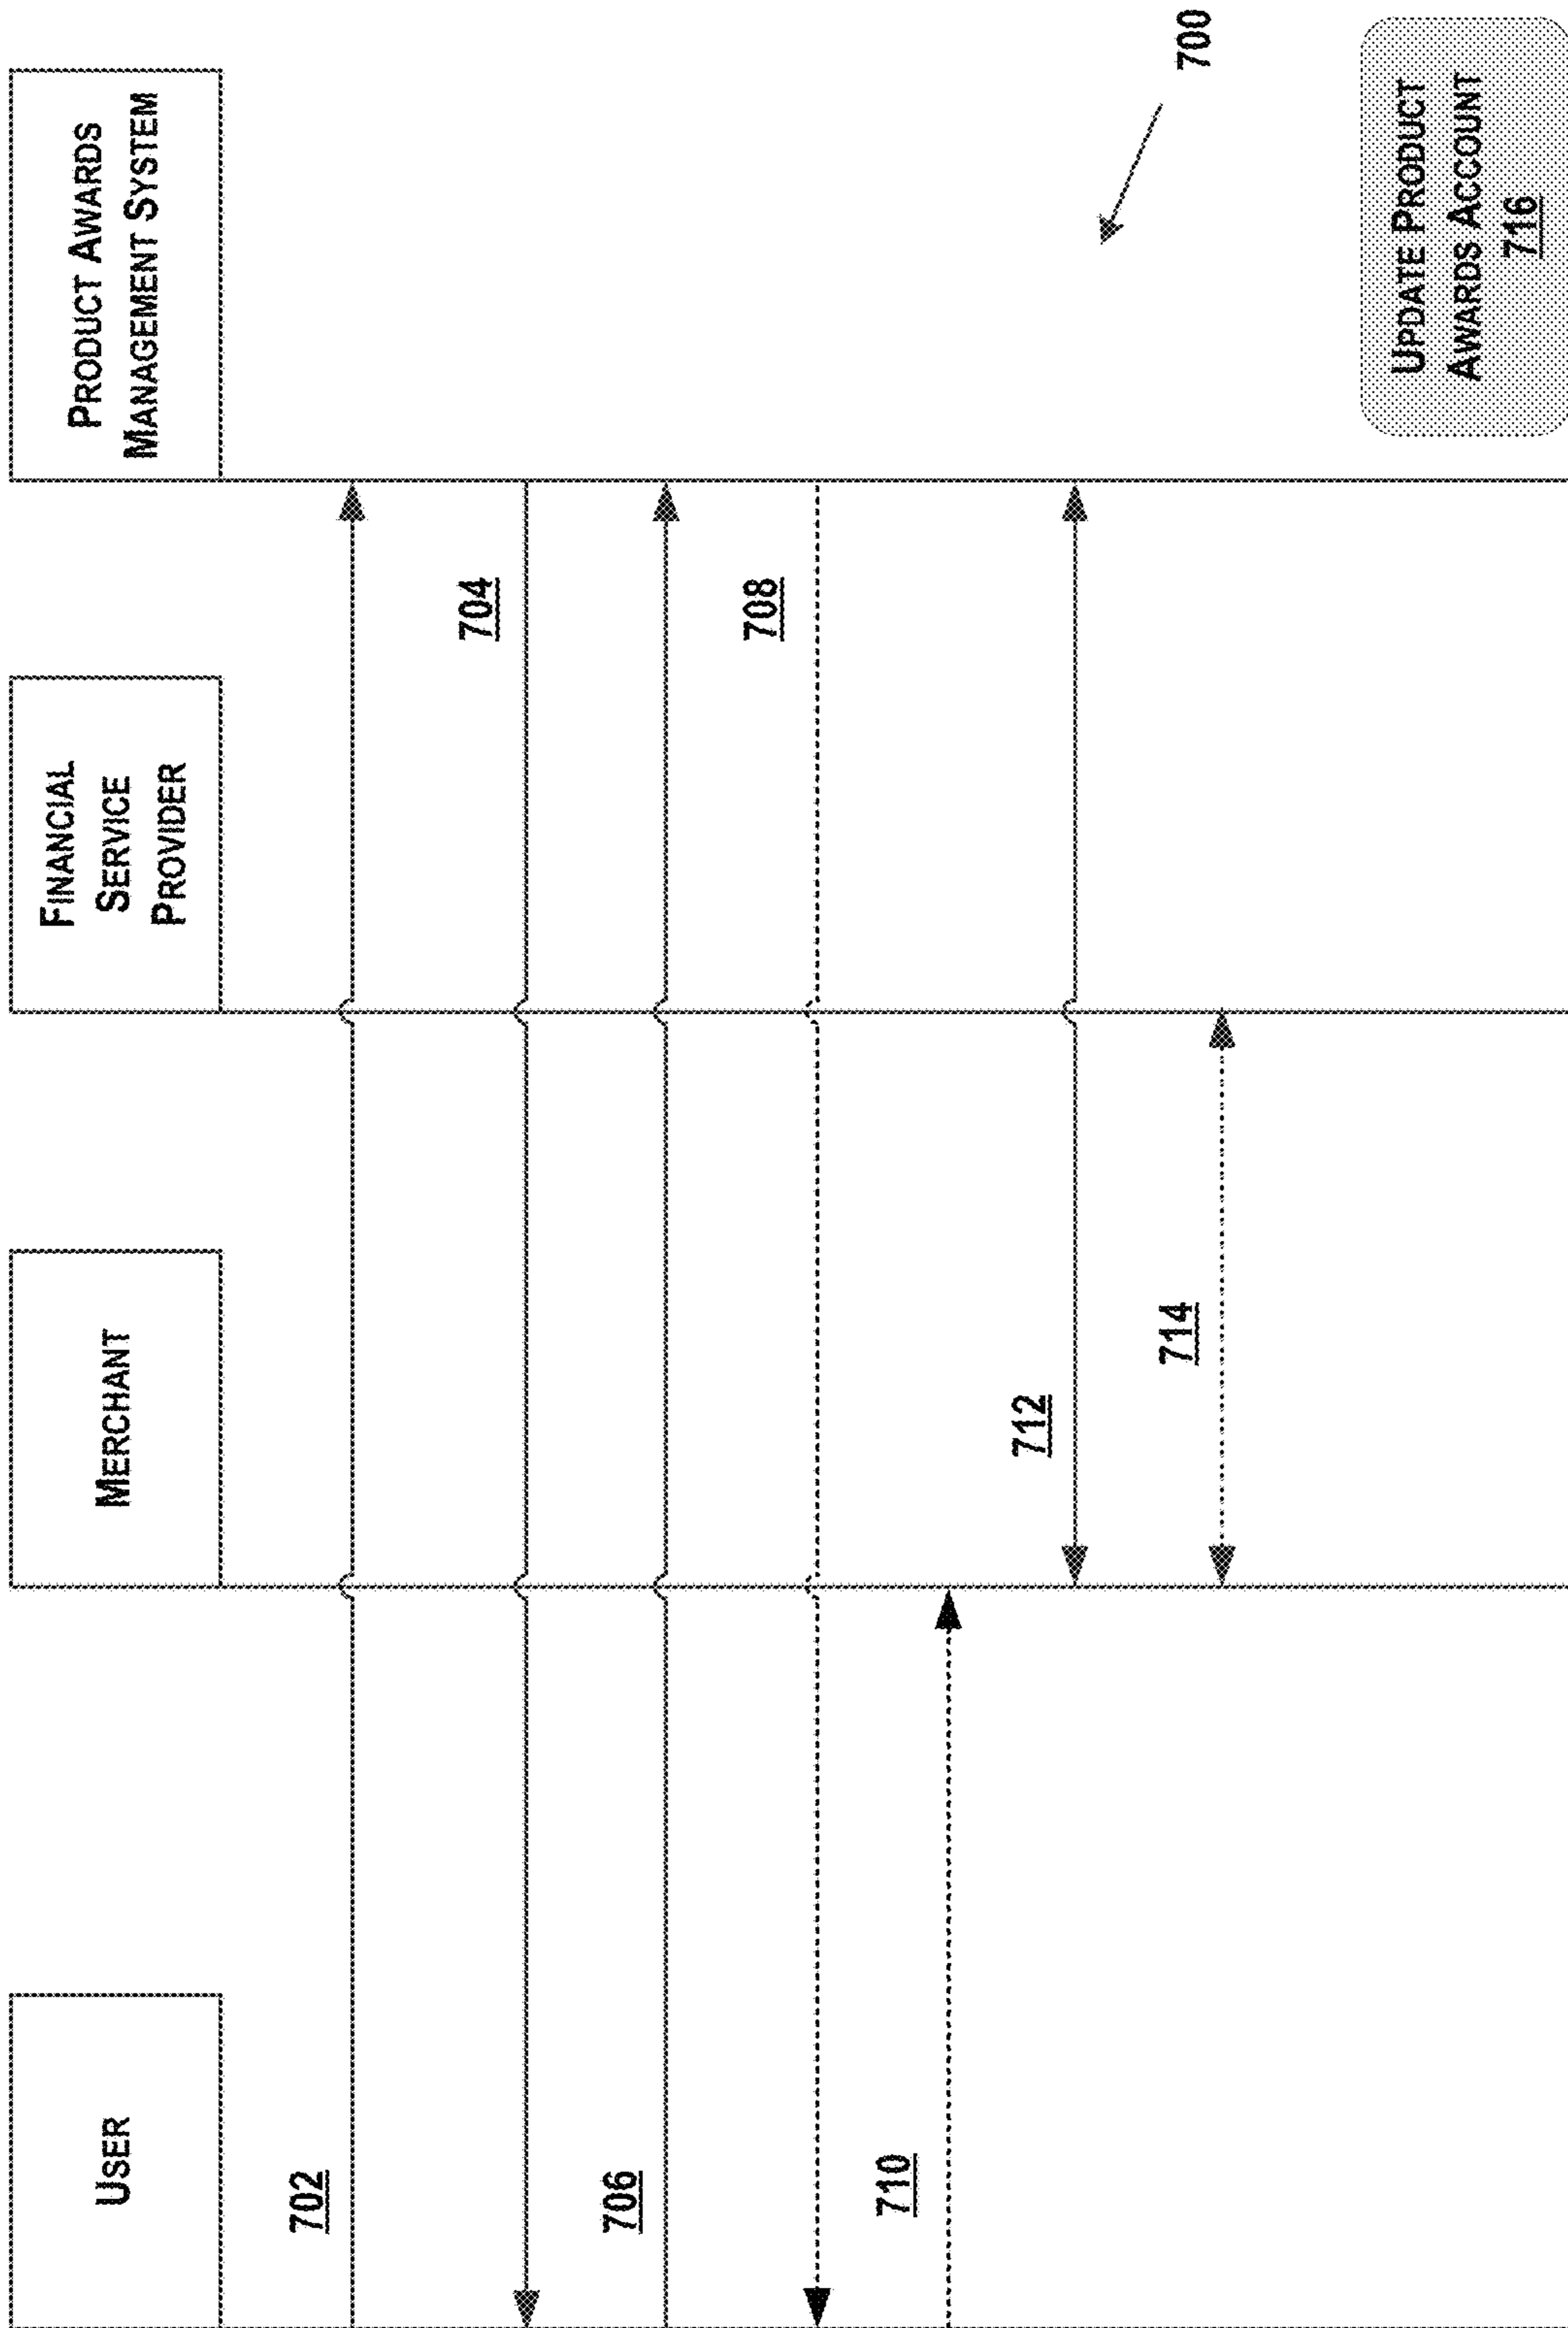 USER
MERCHANT
FINANCIAL
SERVICE
PROVIDER
PRODUCT AWARDS
MANAGEMENT SYSTEM
702
704
706
708
710
712
714
700
UPDATE PRODUCT
AWARDS ACCOUNT
716